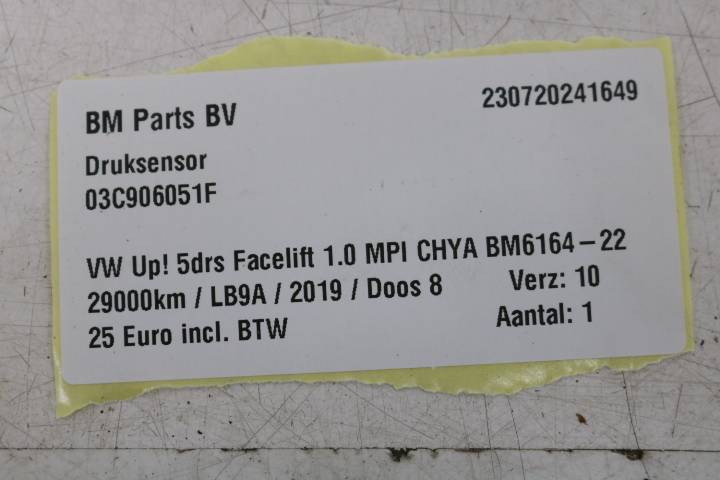 BM Parts BV 230720241649
Druksensor
03C906051F
VW Up! 5drs Facelift 1.0 MPI CHYA BM6164-22
29000km / LB9A / 2019 / Doos 8 Verz: 10
25 Euro incl. BTW Aantal: 1